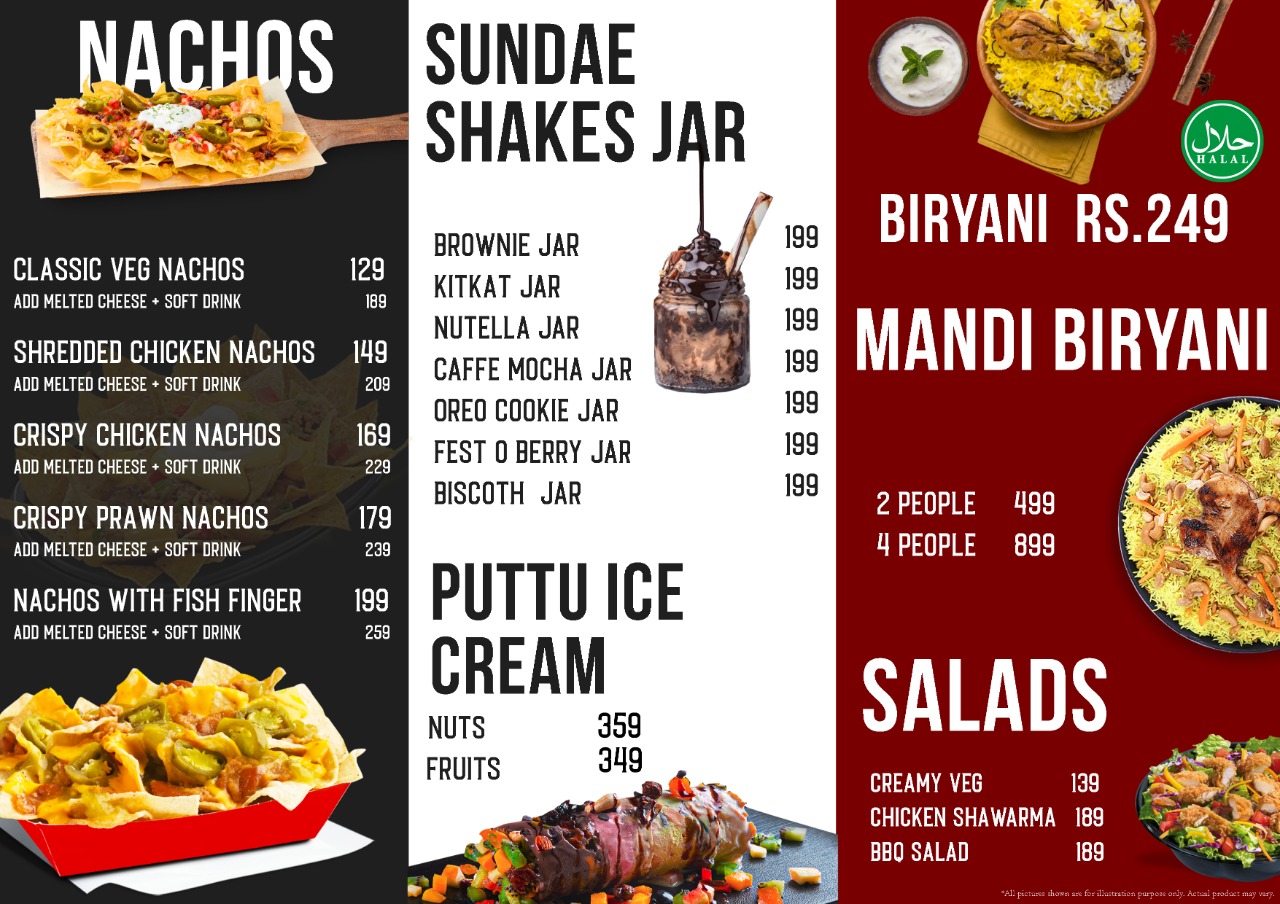 NACHOS
CLASSIC VEG NACHOS 129
ADD MELTED CHEESE + SOFT DRINK 189
SHREDDED CHICKEN NACHOS 149
ADD MELTED CHEESE + SOFT DRINK 209
CRISPY CHICKEN NACHOS 169
ADD MELTED CHEESE + SOFT DRINK 229
CRISPY PRAWN NACHOS 179
ADD MELTED CHEESE + SOFT DRINK 239
NACHOS WITH FISH FINGER 199
ADD MELTED CHEESE + SOFT DRINK 259
SUNDAE
SHAKES JAR
BROWNIE JAR 199
KITKAT JAR 199
NUTELLA JAR 199
CAFFE MOCHA JAR 199
OREO COOKIE JAR 199
FEST O BERRY JAR 199
BISCOTH JAR 199
PUTTU ICE
CREAM
NUTS 359
FRUITS 349
حلال
HALAL
BIRYANI RS.249
MANDI BIRYANI
2 PEOPLE 499
4 PEOPLE 899
SALADS
CREAMY VEG 139
CHICKEN SHAWARMA 189
BBQ SALAD 189
*All pictures shown are for illustration purpose only. Actual product may vary.